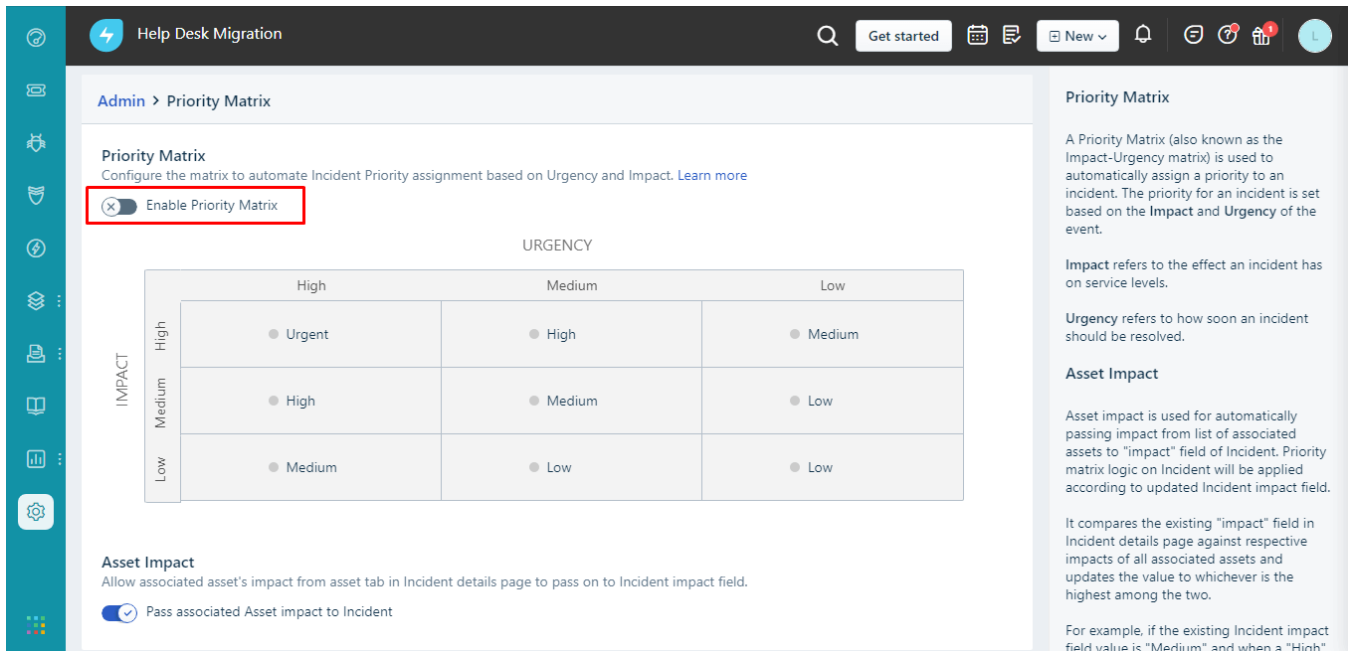 Help Desk Migration
Get started
New
1
L
Admin > Priority Matrix
Priority Matrix
Configure the matrix to automate Incident Priority assignment based on Urgency and Impact. Learn more
Enable Priority Matrix
URGENCY
High Medium Low
IMPACT
High
Urgent High Medium
Medium
High Medium Low
Low
Medium Low Low
Asset Impact
Allow associated asset's impact from asset tab in Incident details page to pass on to Incident impact field.
Pass associated Asset impact to Incident
Priority Matrix
A Priority Matrix (also known as the
Impact-Urgency matrix) is used to
automatically assign a priority to an
incident. The priority for an incident is set
based on the Impact and Urgency of the
event.
Impact refers to the effect an incident has
on service levels.
Urgency refers to how soon an incident
should be resolved.
Asset Impact
Asset impact is used for automatically
passing impact from list of associated
assets to "impact" field of Incident. Priority
matrix logic on Incident will be applied
according to updated Incident impact field.
It compares the existing "impact" field in
Incident details page against respective
impacts of all associated assets and
updates the value to whichever is the
highest among the two.
For example, if the existing Incident impact
field value is "Medium" and when a "High"